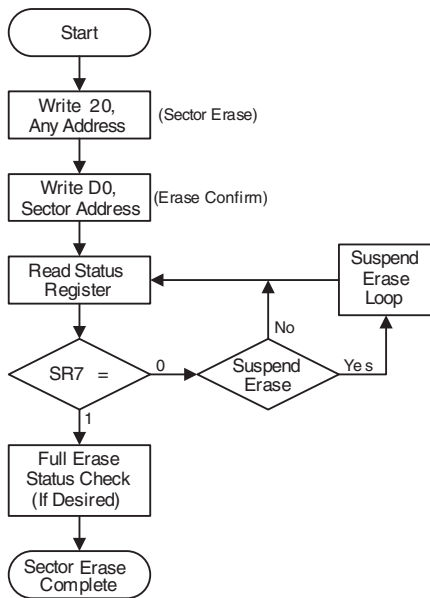 Start
Write 20,
Any Address
(Sector Erase)
Write D0,
Sector Address
(Erase Confirm)
Read Status
Register
Suspend
Erase
Loop
No
SR7 =
0
Suspend
Erase
Yes
1
Full Erase
Status Check
(If Desired)
Sector Erase
Complete